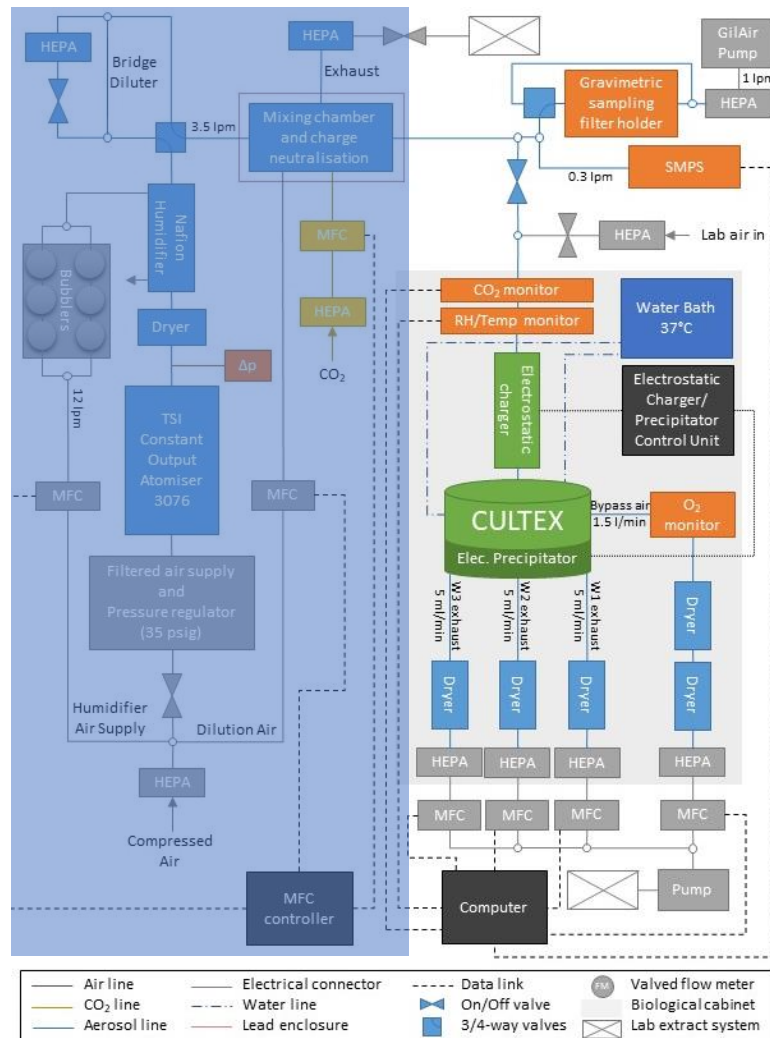 HEPA
Bridge
Diluter
HEPA
Exhaust
GilAir
Pump
1 lpm
HEPA
Gravimetric
sampling
filter holder
3.5 lpm
Mixing chamber
and charge
neutralisation
SMPS
0.3 lpm
Nafion
Humidifier
MFC
HEPA
Lab air in
Bubblers
CO₂ monitor
RH/Temp monitor
Water Bath
37°C
HEPA
CO₂
Dryer
Δp
12 lpm
TSI
Constant
Output
Atomiser
3076
Electrostatic
charger
Electrostatic
Charger/
Precipitator
Control Unit
MFC
MFC
CULTEX
Elec. Precipitator
Bypass air
1.5 l/min
O₂
monitor
Filtered air supply
and
Pressure regulator
(35 psig)
W3 exhaust
5 ml/min
W2 exhaust
5 ml/min
W1 exhaust
5 ml/min
Dryer
Dryer
Dryer
Dryer
Dryer
Humidifier
Air Supply
Dilution Air
HEPA
HEPA
HEPA
HEPA
HEPA
Compressed
Air
MFC
MFC
MFC
MFC
MFC
controller
Computer
Pump
Air line
CO₂ line
Aerosol line
Electrical connector
Water line
Lead enclosure
Data link
On/Off valve
3/4-way valves
FM
Valved flow meter
Biological cabinet
Lab extract system